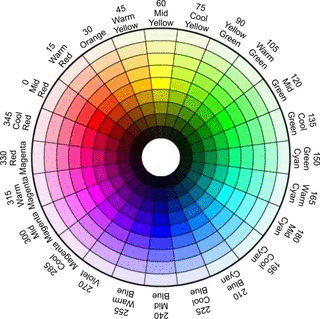 60
Mid
Yellow
75
Cool
Yellow
90
Yellow
Green
105
Warm
Green
120
Mid
Green
135
Cool
Green
150
Green
Cyan
165
Warm
Cyan
180
Mid
Cyan
195
Cool
Cyan
210
Cyan
Blue
225
Cool
Blue
240
Mid
Blue
255
Warm
Blue
270
Violet
285
Cool
Magenta
300
Mid
Magenta
315
Warm
Magenta
330
Red
Magenta
345
Cool
Red
0
Mid
Red
15
Warm
Red
30
Orange
45
Warm
Yellow